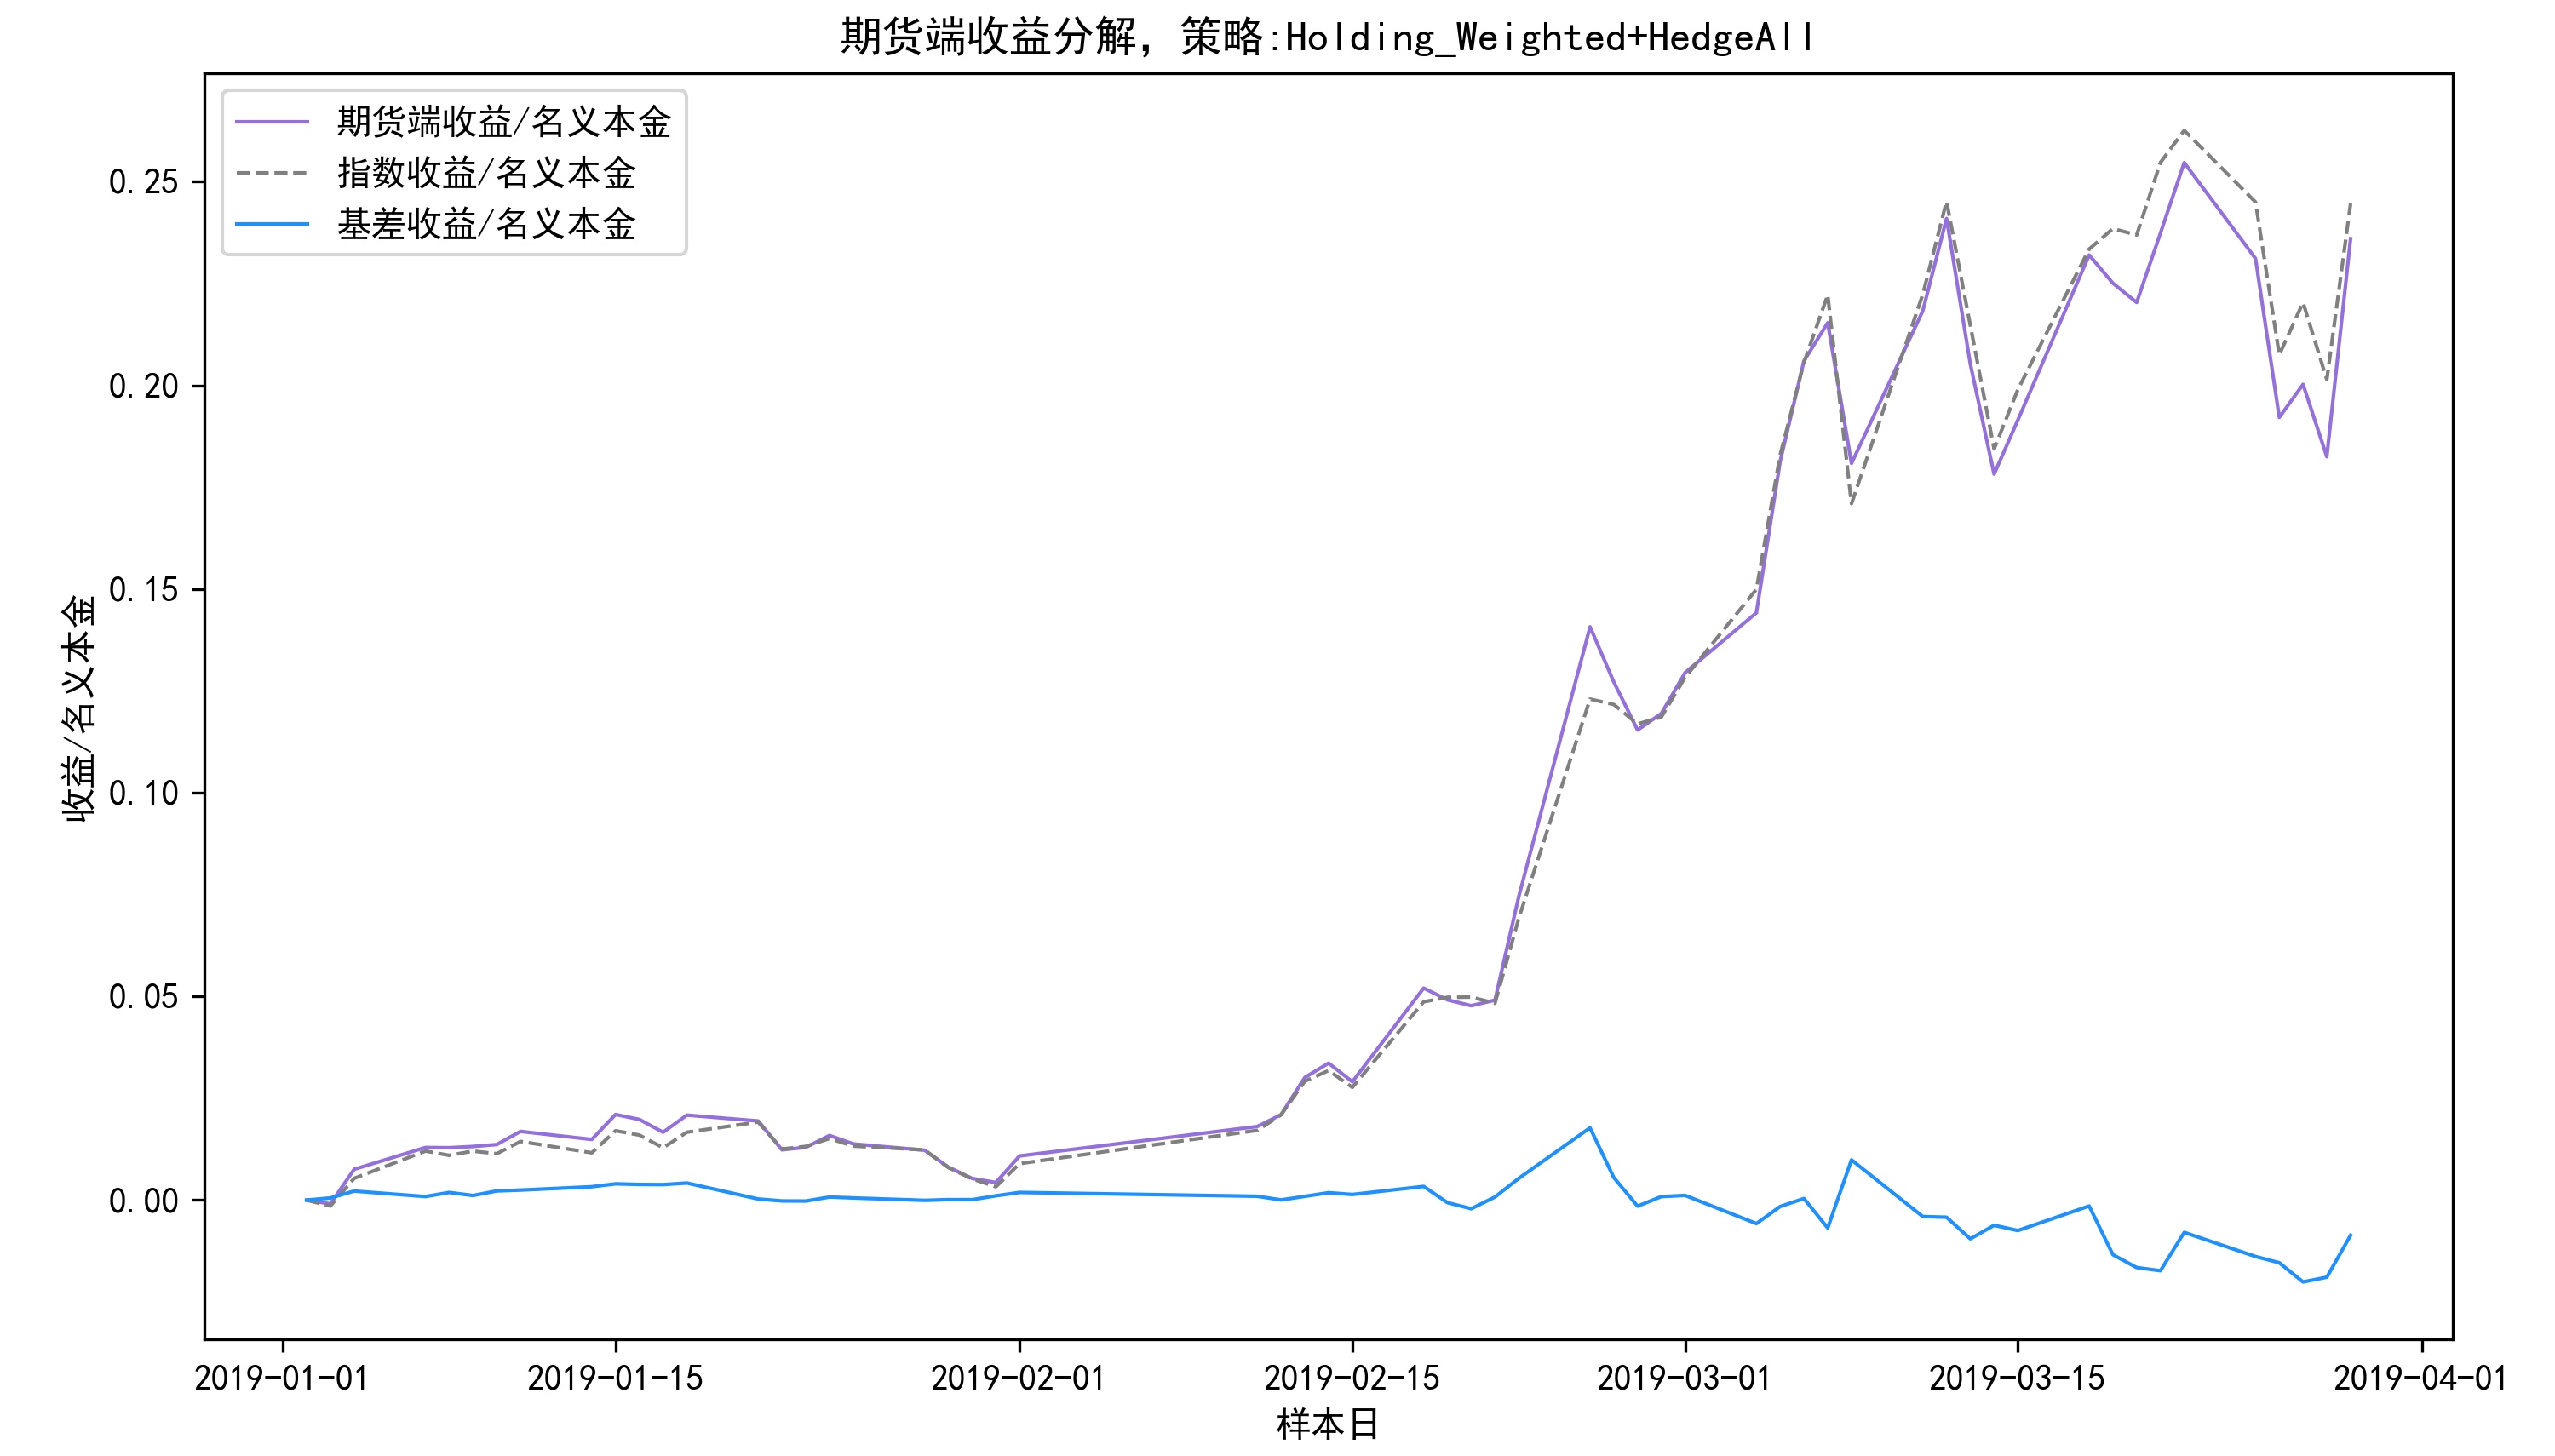 期货端收益分解，策略:Holding_Weighted+HedgeAll
期货端收益/名义本金
指数收益/名义本金
基差收益/名义本金
收益/名义本金
0.25
0.20
0.15
0.10
0.05
0.00
2019-01-01
2019-01-15
2019-02-01
2019-02-15
2019-03-01
2019-03-15
2019-04-01
样本日